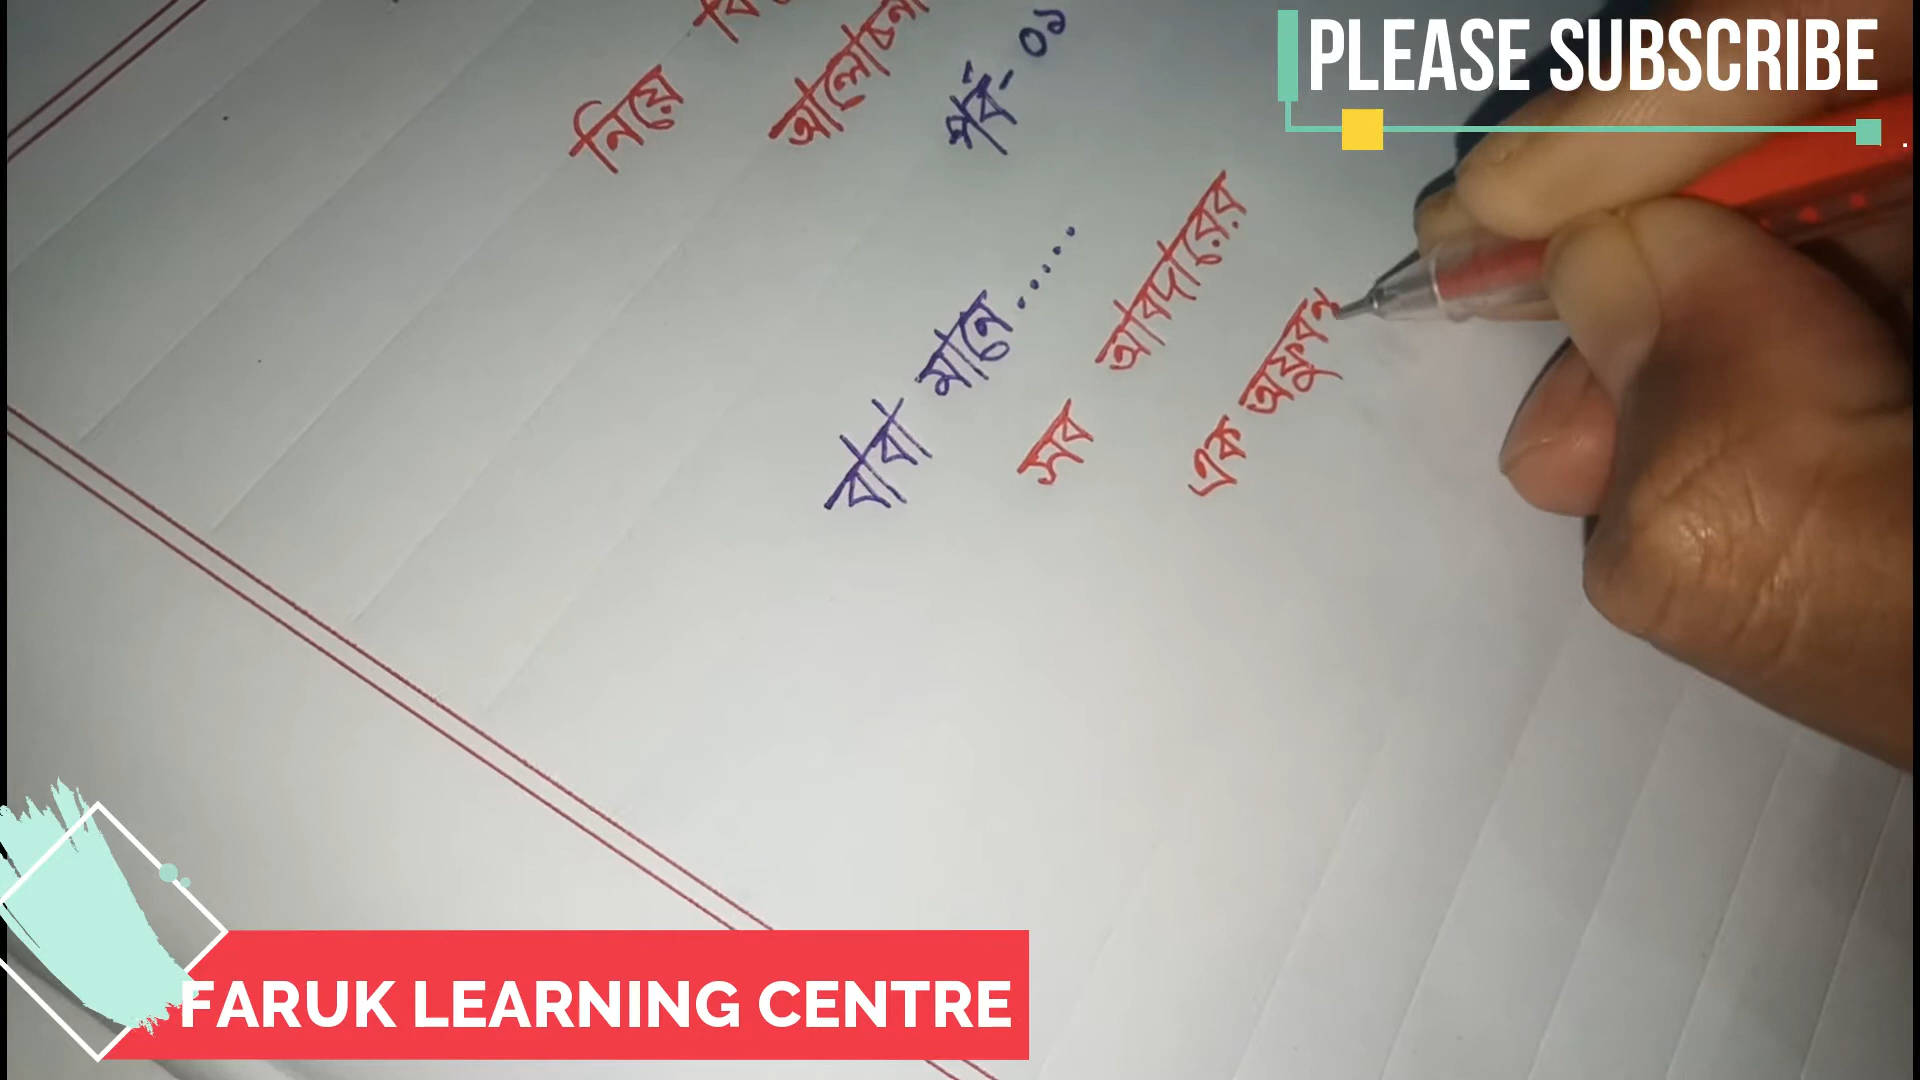 PLEASE SUBSCRIBE
নিয়ে
আলোচনা
পর্ব- ০১
বাবা মানে.....
সব আবদারের
এক অফুরন
FARUK LEARNING CENTRE